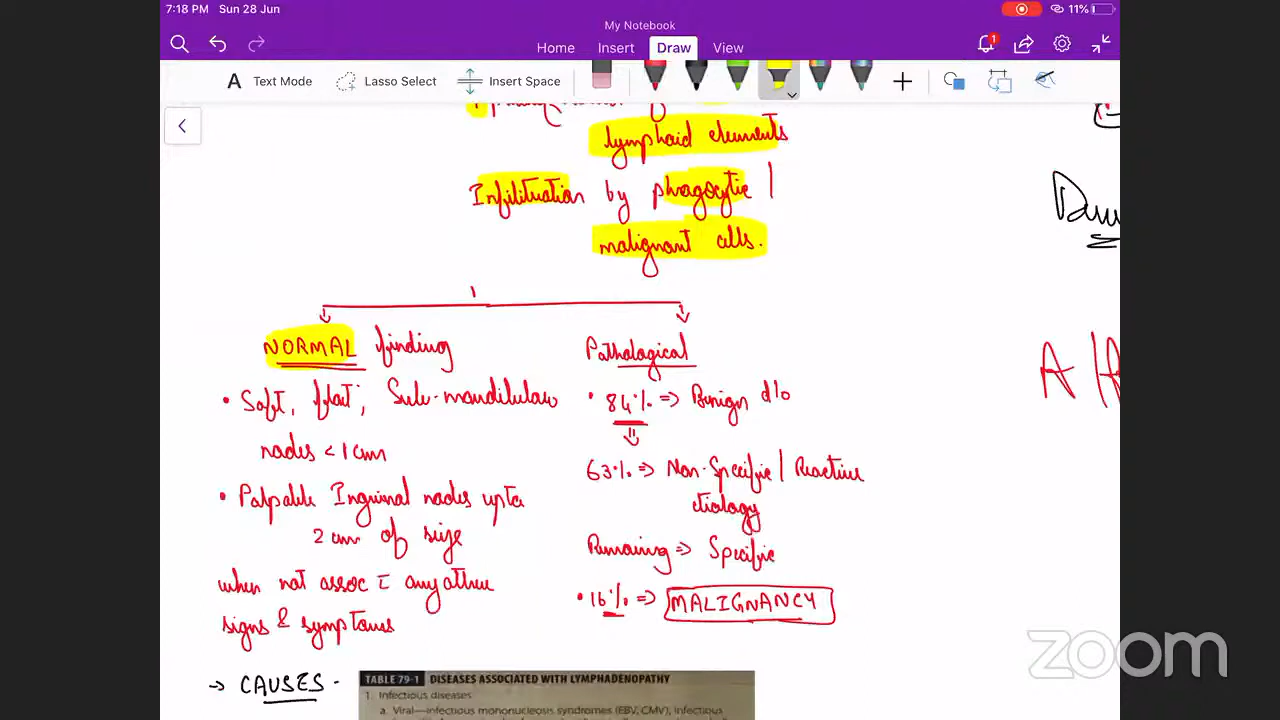 7:18 PM Sun 28 Jun
11%
My Notebook
Home Insert Draw View
1
Text Mode Lasso Select Insert Space
lymphoid elements
Infilituation by phagocytic /
malignant cells.
NORMAL finding
• Soft, flat, Sub-mandibular
nodes < 1 cm
• Palpable Inguinal nodes upto
2 cm of size
when not assoc c any other
signs & symptoms
Pathological
• 84% => Benign d/o
63% => Non-Specific / Reactive
etiology
Remaining => Specific
• 16% => MALIGNANCY
→ CAUSES -
TABLE 79-1 DISEASES ASSOCIATED WITH LYMPHADENOPATHY
1. Infectious diseases
a. Viral—infectious mononucleosis syndromes (EBV, CMV), infectious
zoom